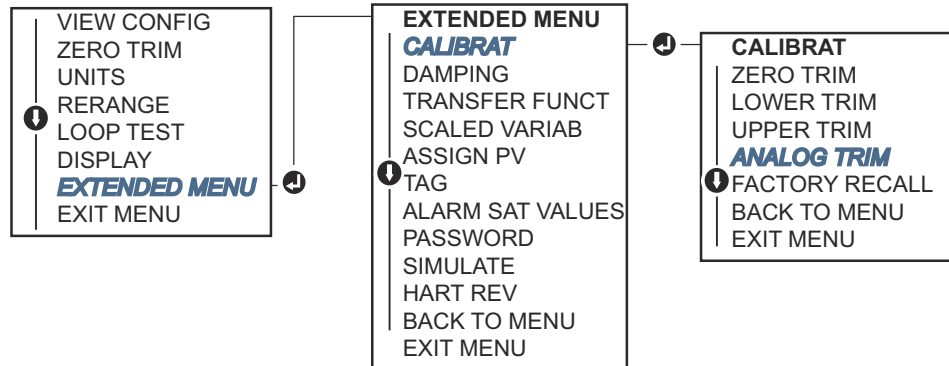 VIEW CONFIG
ZERO TRIM
UNITS
RERANGE
LOOP TEST
DISPLAY
EXTENDED MENU
EXIT MENU
EXTENDED MENU
CALIBRAT
DAMPING
TRANSFER FUNCT
SCALED VARIAB
ASSIGN PV
TAG
ALARM SAT VALUES
PASSWORD
SIMULATE
HART REV
BACK TO MENU
EXIT MENU
CALIBRAT
ZERO TRIM
LOWER TRIM
UPPER TRIM
ANALOG TRIM
FACTORY RECALL
BACK TO MENU
EXIT MENU